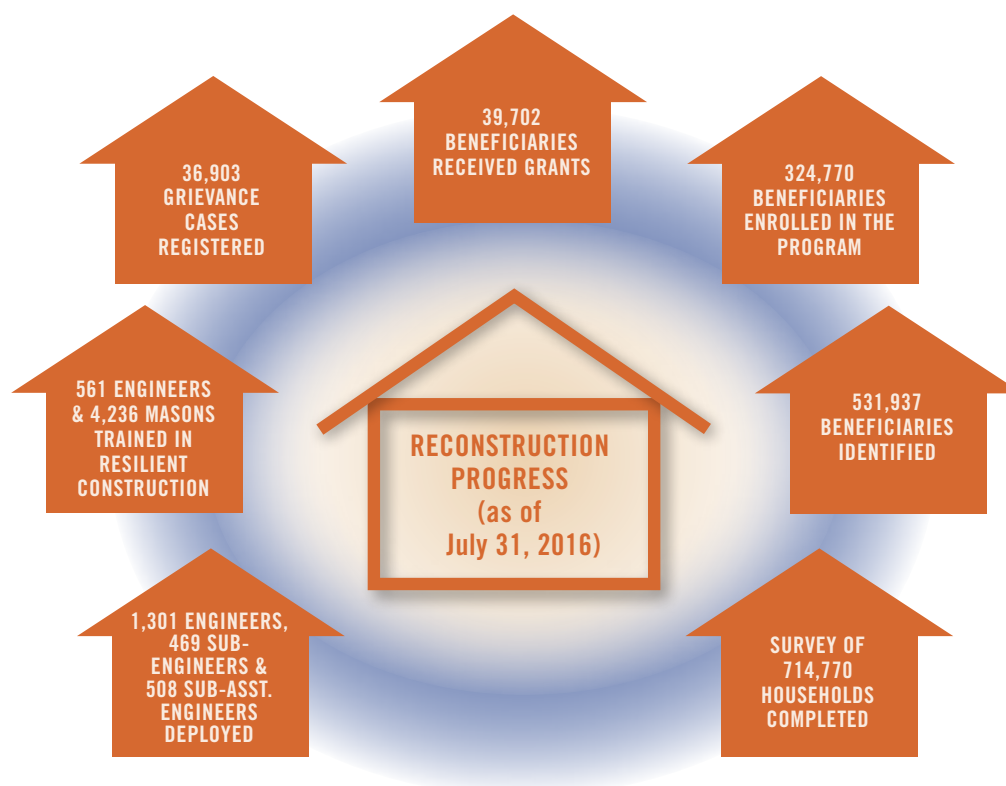 39,702
BENEFICIARIES
RECEIVED GRANTS
36,903
GRIEVANCE
CASES
REGISTERED
324,770
BENEFICIARIES
ENROLLED IN THE
PROGRAM
561 ENGINEERS
& 4,236 MASONS
TRAINED IN
RESILIENT
CONSTRUCTION
531,937
BENEFICIARIES
IDENTIFIED
RECONSTRUCTION
PROGRESS
(as of
July 31, 2016)
1,301 ENGINEERS,
469 SUB-
ENGINEERS &
508 SUB-ASST.
ENGINEERS
DEPLOYED
SURVEY OF
714,770
HOUSEHOLDS
COMPLETED